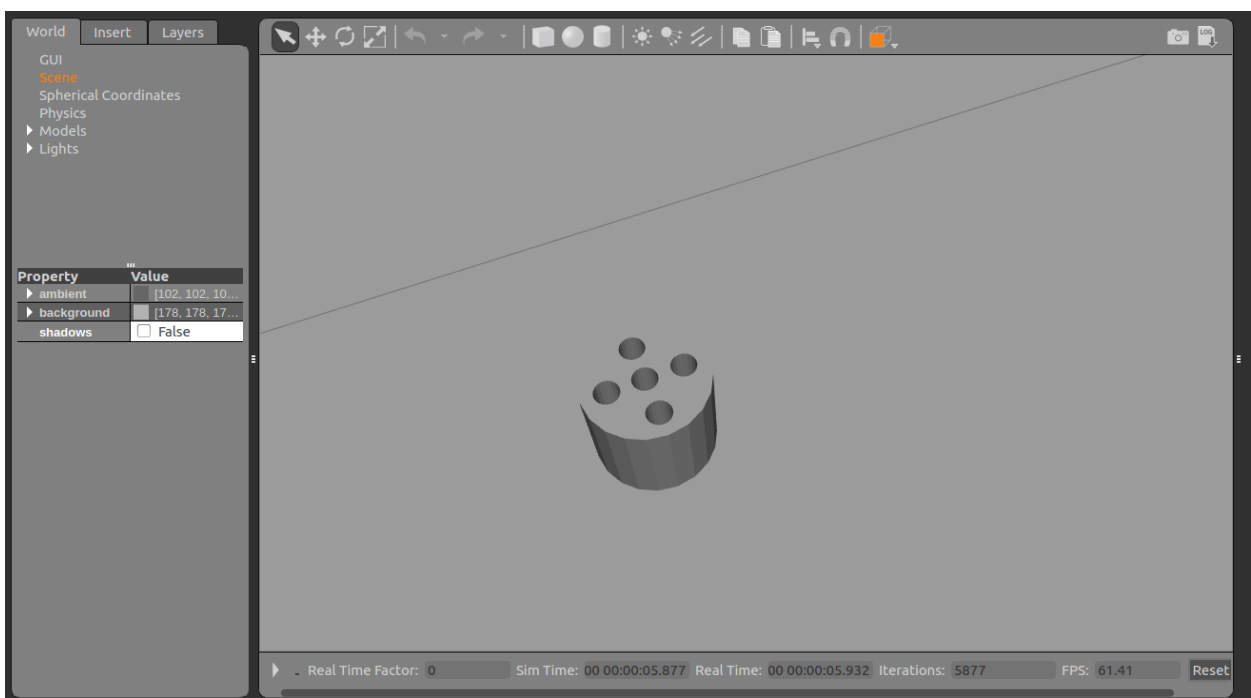 World Insert Layers
GUI
Scene
Spherical Coordinates
Physics
Models
Lights
Property Value
ambient [102, 102, 10...
background [178, 178, 17...
shadows False
LOG
Real Time Factor: 0 Sim Time: 00 00:00:05.877 Real Time: 00 00:00:05.932 Iterations: 5877 FPS: 61.41 Reset